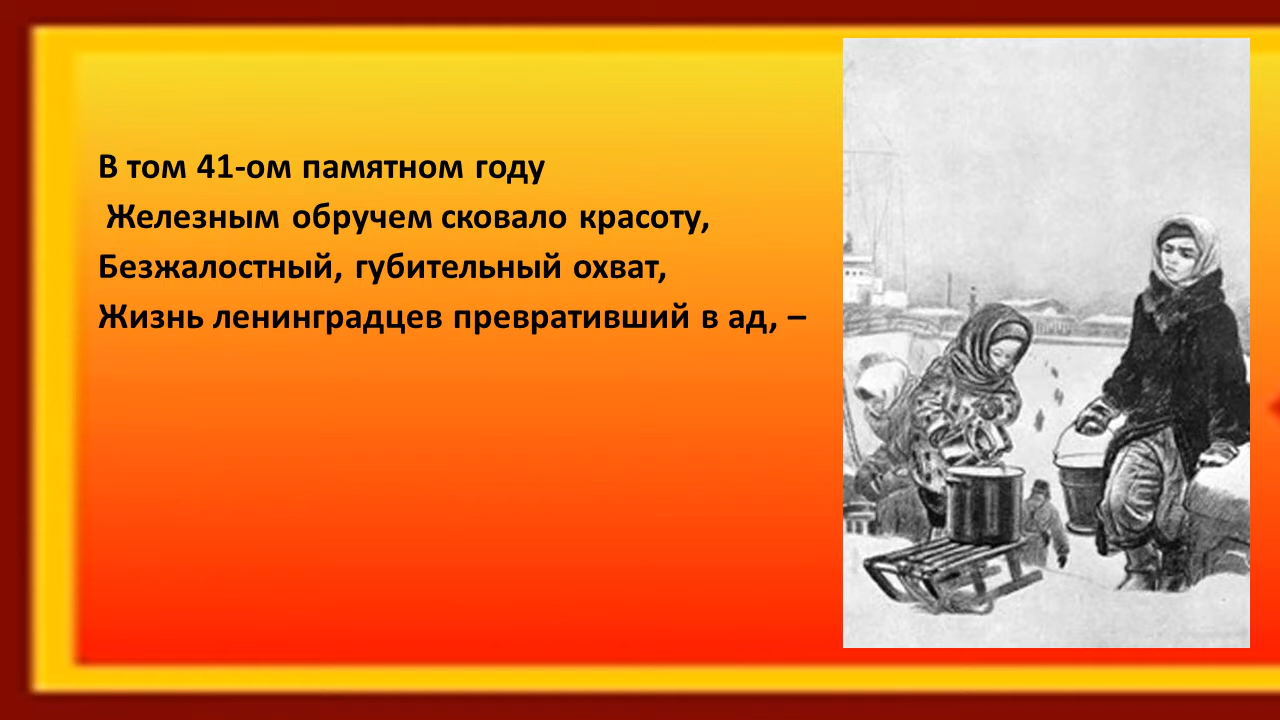 В том 41-ом памятном году
Железным обручем сковало красоту,
Безжалостный, губительный охват,
Жизнь ленинградцев превративший в ад, –